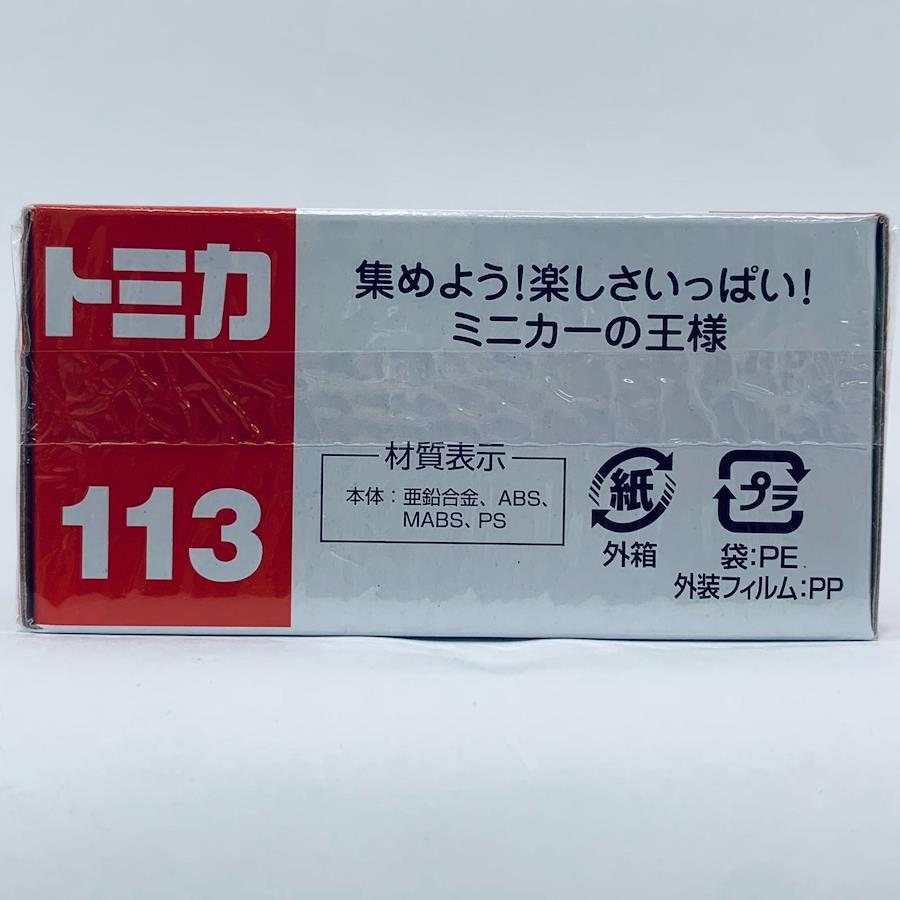 トミカ
113
集めよう!楽しさいっぱい!
ミニカーの王様
材質表示
本体：亜鉛合金、ABS、
MABS、PS
紙
外箱
プラ
袋:PE
外装フィルム:PP